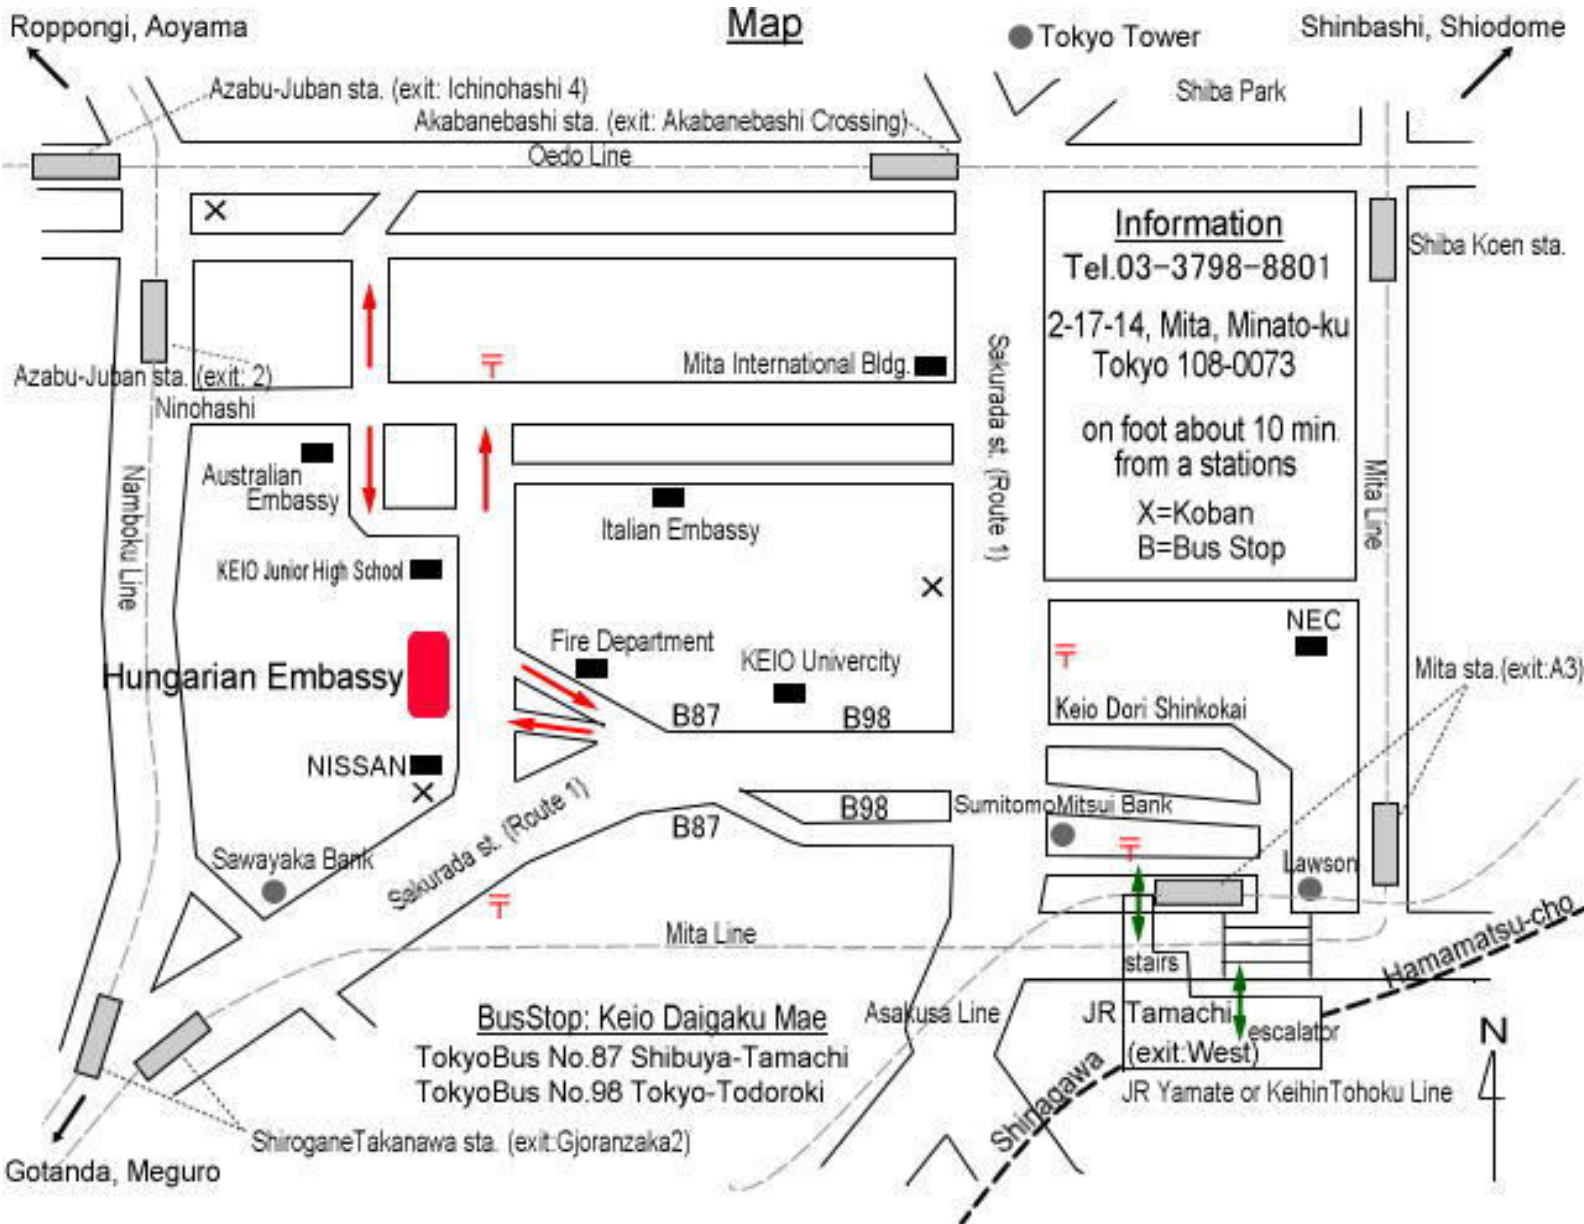 Map
Roppongi, Aoyama
Tokyo Tower
Shinbashi, Shiodome
Azabu-Juban sta. (exit: Ichinohashi 4)
Shiba Park
Akabanebashi sta. (exit: Akabanebashi Crossing)
Oedo Line
X
Information
Tel.03-3798-8801
2-17-14, Mita, Minato-ku
Tokyo 108-0073
on foot about 10 min.
from a stations
X=Koban
B=Bus Stop
Shiba Koen sta.
〒
Mita International Bldg.
Sakurada st. (Route 1)
Azabu-Juban sta. (exit: 2)
Ninohashi
Australian
Embassy
Namboku Line
Italian Embassy
Mita Line
KEIO Junior High School
X
NEC
Fire Department
〒
Hungarian Embassy
KEIO Univercity
Mita sta.(exit:A3)
B87
B98
Keio Dori Shinkokai
NISSAN
X
Sakurada st. (Route 1)
B98
B87
SumitomoMitsui Bank
〒
Sawayaka Bank
Lawson
〒
Mita Line
stairs
Hamamatsu-cho
BusStop: Keio Daigaku Mae
TokyoBus No.87 Shibuya-Tamachi
TokyoBus No.98 Tokyo-Todoroki
Asakusa Line
JR Tamachi
(exit:West)
escalator
N
Shinagawa
JR Yamate or KeihinTohoku Line
ShiroganeTakanawa sta. (exit:Gjoranzaka2)
Gotanda, Meguro